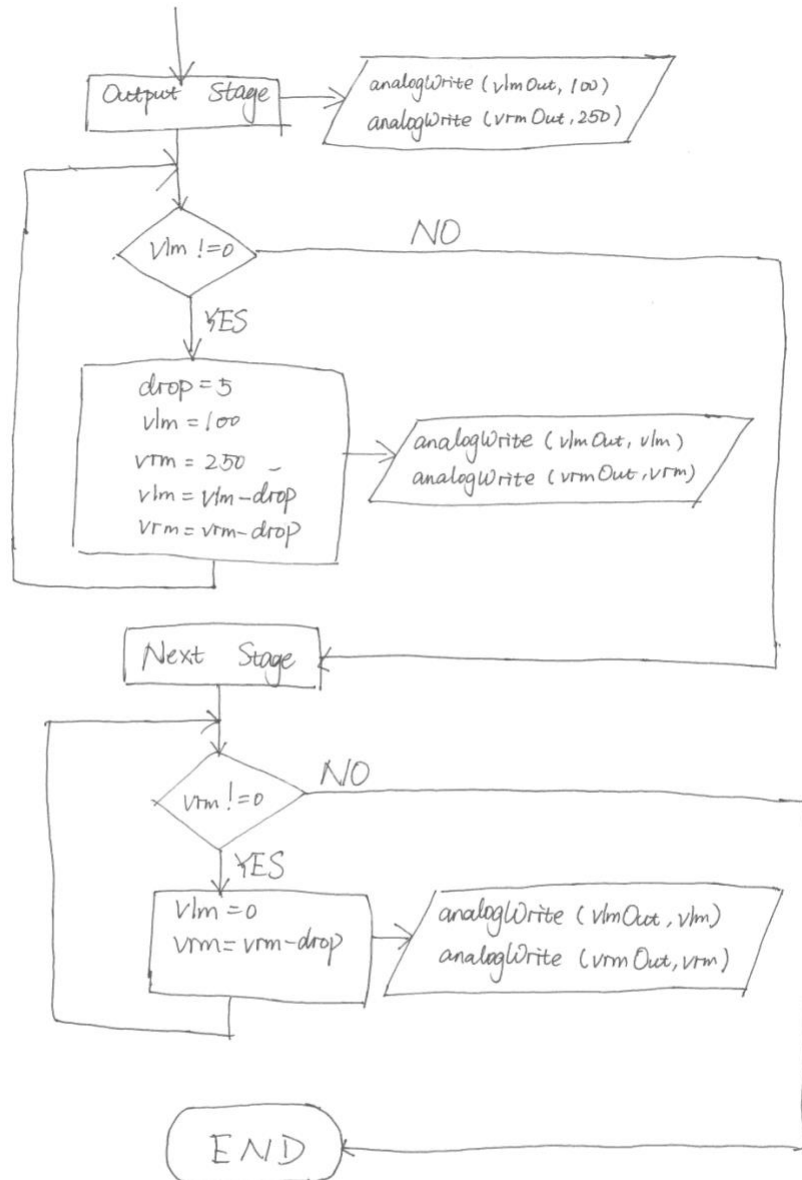 Output Stage
analogWrite (vlmOut, 100)
analogWrite (vrmOut, 250)
vlm !=0
NO
YES
drop = 5
vlm = 100
vrm = 250
vlm = vlm-drop
vrm = vrm-drop
analogWrite (vlmOut, vlm)
analogWrite (vrmOut, vrm)
Next Stage
vrm !=0
NO
YES
vlm = 0
vrm = vrm-drop
analogWrite (vlmOut, vlm)
analogWrite (vrmOut, vrm)
END